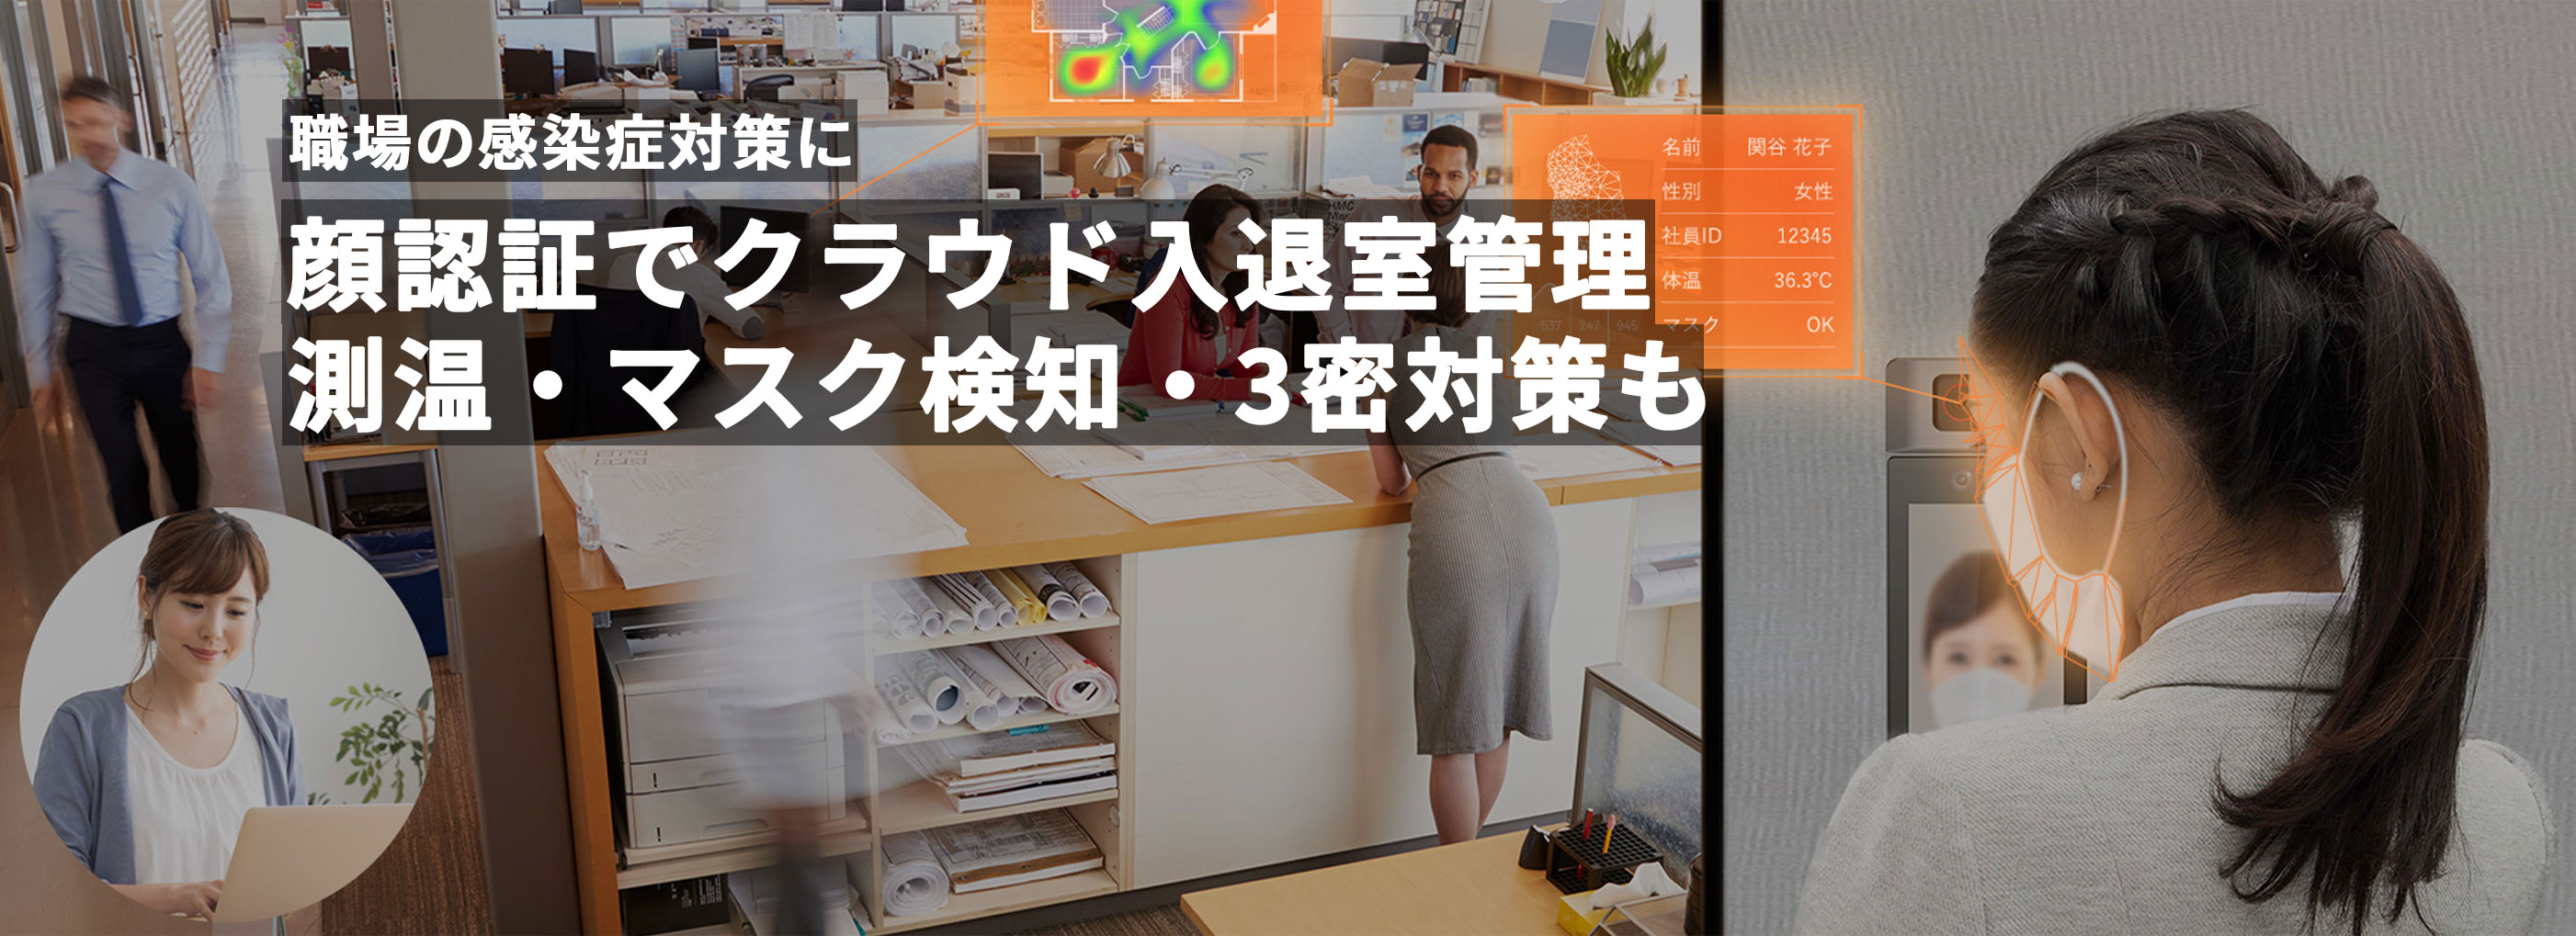 職場の感染症対策に
顔認証でクラウド入退室管理
測温・マスク検知・3密対策も
名前 関谷 花子
性別 女性
社員ID 12345
体温 36.3°C
マスク OK
537 247 945